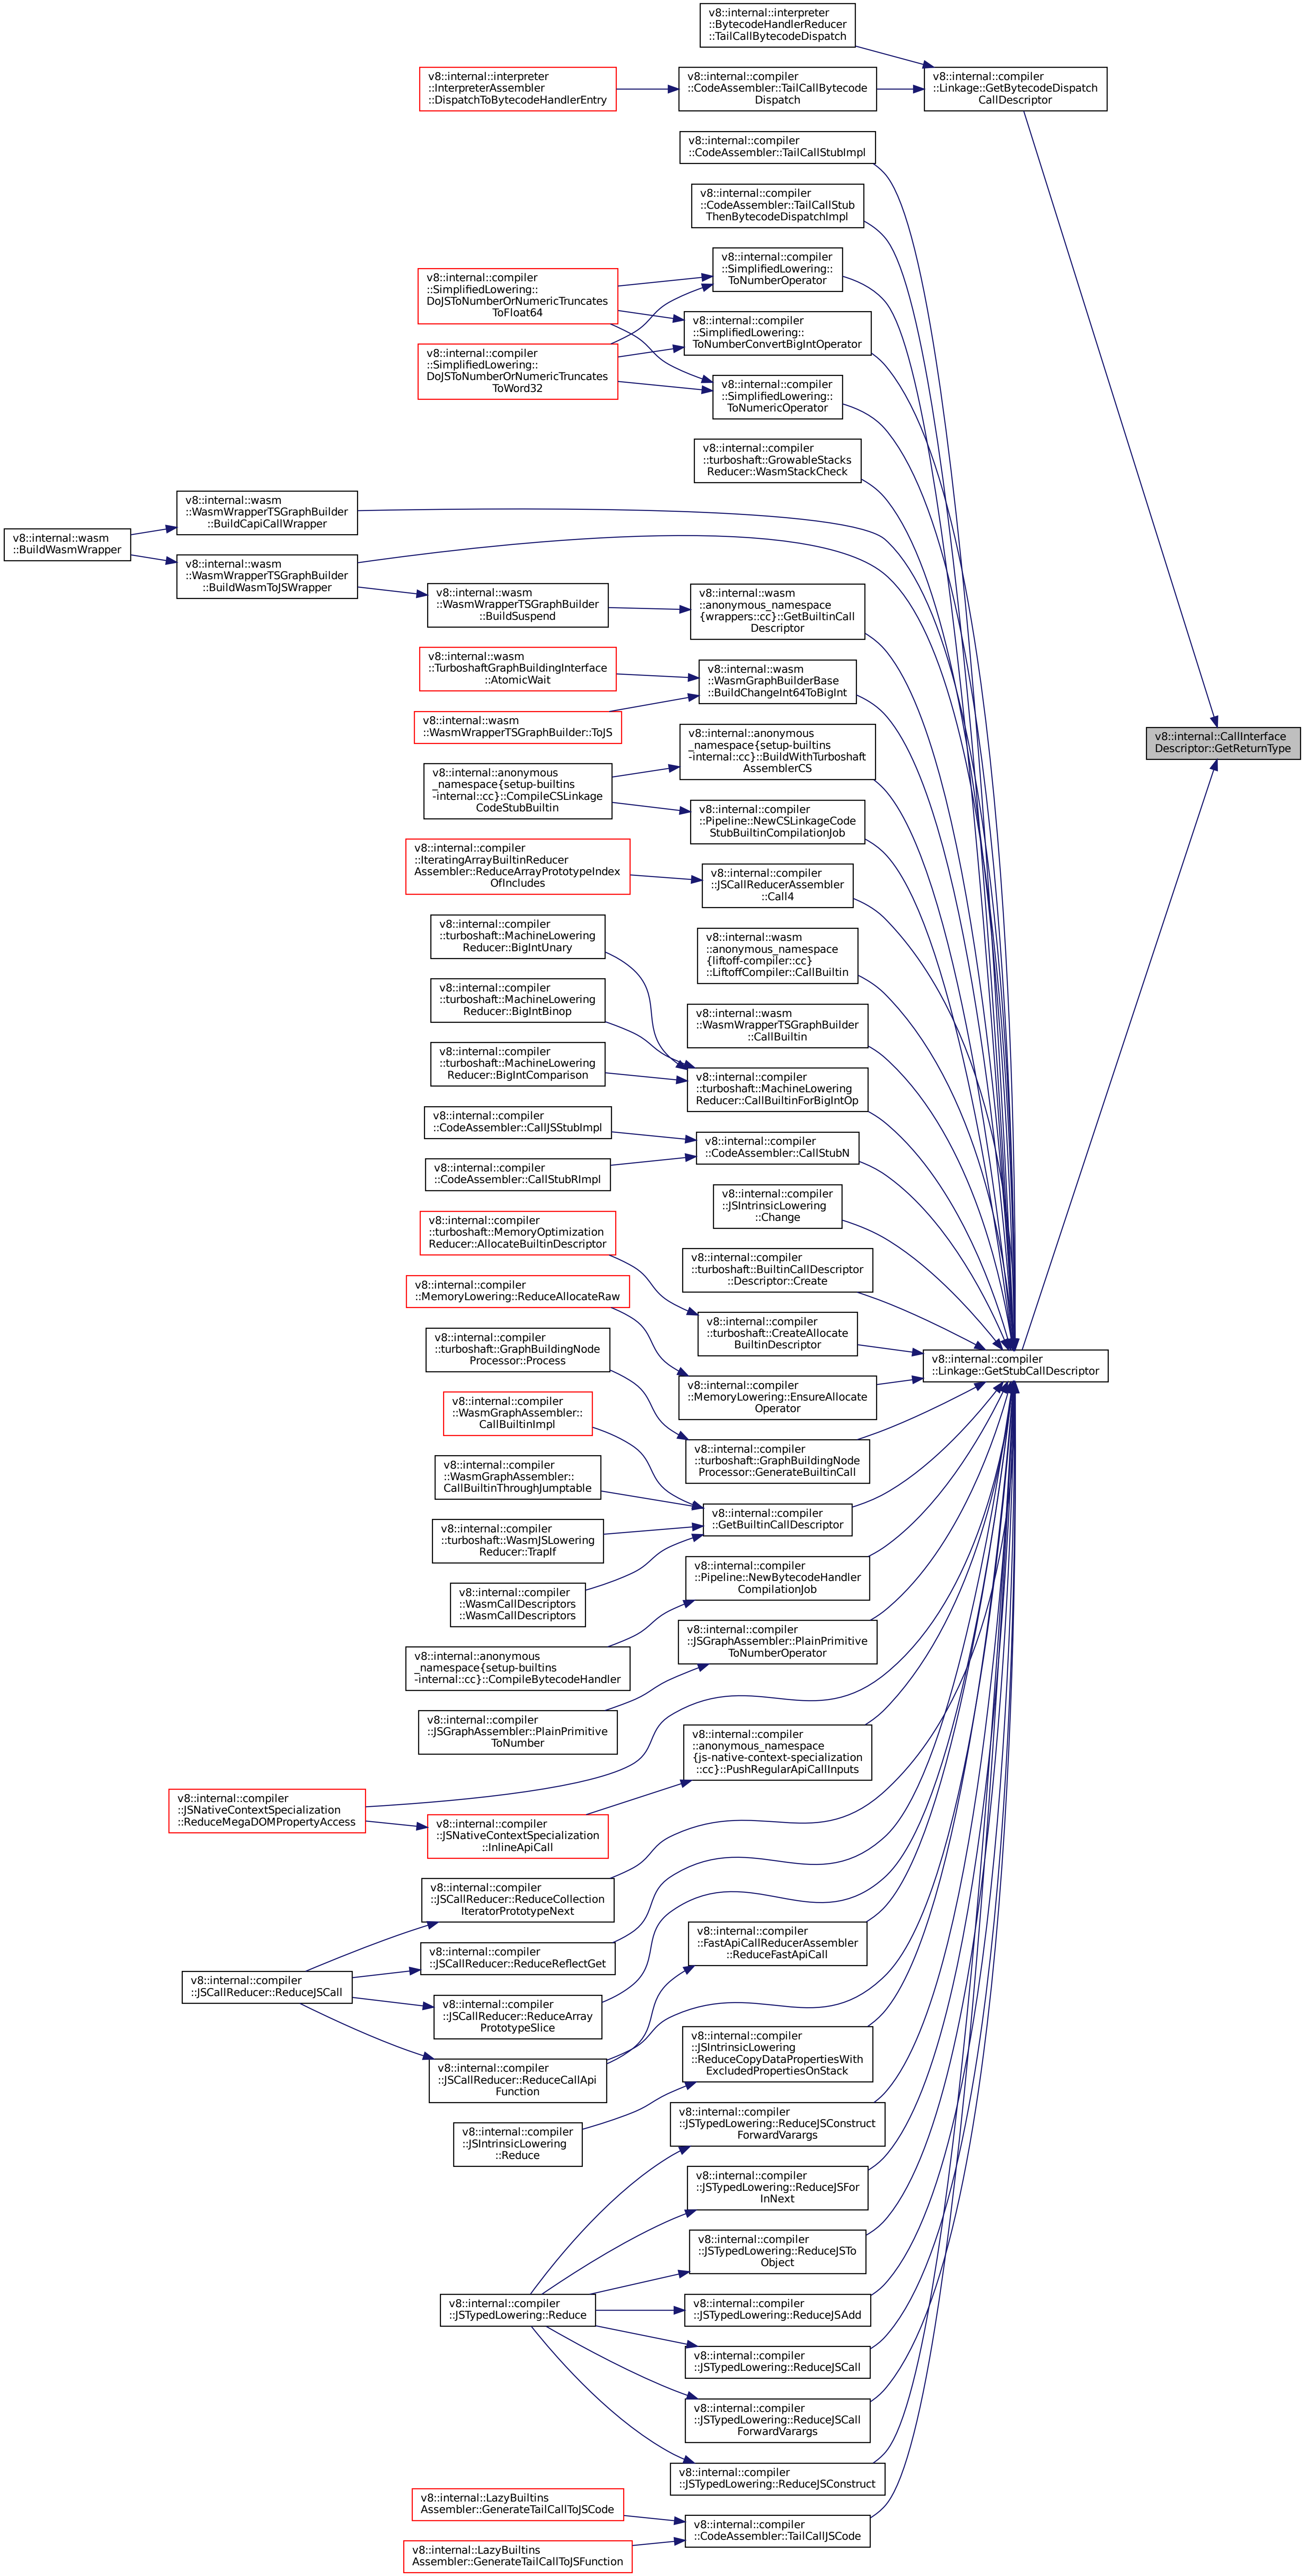 v8::internal::interpreter
::BytecodeHandlerReducer
::TailCallBytecodeDispatch
v8::internal::interpreter
::InterpreterAssembler
::DispatchToBytecodeHandlerEntry
v8::internal::compiler
::CodeAssembler::TailCallBytecode
Dispatch
v8::internal::compiler
::Linkage::GetBytecodeDispatch
CallDescriptor
v8::internal::compiler
::CodeAssembler::TailCallStubImpl
v8::internal::compiler
::CodeAssembler::TailCallStub
ThenBytecodeDispatchImpl
v8::internal::compiler
::SimplifiedLowering::
ToNumberOperator
v8::internal::compiler
::SimplifiedLowering::
DoJSToNumberOrNumericTruncates
ToFloat64
v8::internal::compiler
::SimplifiedLowering::
ToNumberConvertBigIntOperator
v8::internal::compiler
::SimplifiedLowering::
DoJSToNumberOrNumericTruncates
ToWord32
v8::internal::compiler
::SimplifiedLowering::
ToNumericOperator
v8::internal::compiler
::turboshaft::GrowableStacks
Reducer::WasmStackCheck
v8::internal::wasm
::WasmWrapperTSGraphBuilder
::BuildCapiCallWrapper
v8::internal::wasm
::BuildWasmWrapper
v8::internal::wasm
::WasmWrapperTSGraphBuilder
::BuildWasmToJSWrapper
v8::internal::wasm
::WasmWrapperTSGraphBuilder
::BuildSuspend
v8::internal::wasm
::anonymous_namespace
{wrappers::cc}::GetBuiltinCall
Descriptor
v8::internal::wasm
::TurboshaftGraphBuildingInterface
::AtomicWait
v8::internal::wasm
::WasmGraphBuilderBase
::BuildChangeInt64ToBigInt
v8::internal::wasm
::WasmWrapperTSGraphBuilder::ToJS
v8::internal::anonymous
_namespace{setup-builtins
-internal::cc}::BuildWithTurboshaft
AssemblerCS
v8::internal::CallInterface
Descriptor::GetReturnType
v8::internal::anonymous
_namespace{setup-builtins
-internal::cc}::CompileCSLinkage
CodeStubBuiltin
v8::internal::compiler
::Pipeline::NewCSLinkageCode
StubBuiltinCompilationJob
v8::internal::compiler
::IteratingArrayBuiltinReducer
Assembler::ReduceArrayPrototypeIndex
OfIncludes
v8::internal::compiler
::JSCallReducerAssembler
::Call4
v8::internal::compiler
::turboshaft::MachineLowering
Reducer::BigIntUnary
v8::internal::wasm
::anonymous_namespace
{liftoff-compiler::cc}
::LiftoffCompiler::CallBuiltin
v8::internal::compiler
::turboshaft::MachineLowering
Reducer::BigIntBinop
v8::internal::wasm
::WasmWrapperTSGraphBuilder
::CallBuiltin
v8::internal::compiler
::turboshaft::MachineLowering
Reducer::BigIntComparison
v8::internal::compiler
::turboshaft::MachineLowering
Reducer::CallBuiltinForBigIntOp
v8::internal::compiler
::CodeAssembler::CallJSStubImpl
v8::internal::compiler
::CodeAssembler::CallStubN
v8::internal::compiler
::CodeAssembler::CallStubRImpl
v8::internal::compiler
::JSIntrinsicLowering
::Change
v8::internal::compiler
::turboshaft::MemoryOptimization
Reducer::AllocateBuiltinDescriptor
v8::internal::compiler
::turboshaft::BuiltinCallDescriptor
::Descriptor::Create
v8::internal::compiler
::MemoryLowering::ReduceAllocateRaw
v8::internal::compiler
::turboshaft::CreateAllocate
BuiltinDescriptor
v8::internal::compiler
::turboshaft::GraphBuildingNode
Processor::Process
v8::internal::compiler
::Linkage::GetStubCallDescriptor
v8::internal::compiler
::MemoryLowering::EnsureAllocate
Operator
v8::internal::compiler
::WasmGraphAssembler::
CallBuiltinImpl
v8::internal::compiler
::turboshaft::GraphBuildingNode
Processor::GenerateBuiltinCall
v8::internal::compiler
::WasmGraphAssembler::
CallBuiltinThroughJumptable
v8::internal::compiler
::GetBuiltinCallDescriptor
v8::internal::compiler
::turboshaft::WasmJSLowering
Reducer::TrapIf
v8::internal::compiler
::Pipeline::NewBytecodeHandler
CompilationJob
v8::internal::compiler
::WasmCallDescriptors
::WasmCallDescriptors
v8::internal::compiler
::JSGraphAssembler::PlainPrimitive
ToNumberOperator
v8::internal::anonymous
_namespace{setup-builtins
-internal::cc}::CompileBytecodeHandler
v8::internal::compiler
::JSGraphAssembler::PlainPrimitive
ToNumber
v8::internal::compiler
::anonymous_namespace
{js-native-context-specialization
::cc}::PushRegularApiCallInputs
v8::internal::compiler
::JSNativeContextSpecialization
::ReduceMegaDOMPropertyAccess
v8::internal::compiler
::JSNativeContextSpecialization
::InlineApiCall
v8::internal::compiler
::JSCallReducer::ReduceCollection
IteratorPrototypeNext
v8::internal::compiler
::FastApiCallReducerAssembler
::ReduceFastApiCall
v8::internal::compiler
::JSCallReducer::ReduceReflectGet
v8::internal::compiler
::JSCallReducer::ReduceJSCall
v8::internal::compiler
::JSCallReducer::ReduceArray
PrototypeSlice
v8::internal::compiler
::JSIntrinsicLowering
::ReduceCopyDataPropertiesWith
ExcludedPropertiesOnStack
v8::internal::compiler
::JSCallReducer::ReduceCallApi
Function
v8::internal::compiler
::JSTypedLowering::ReduceJSConstruct
ForwardVarargs
v8::internal::compiler
::JSIntrinsicLowering
::Reduce
v8::internal::compiler
::JSTypedLowering::ReduceJSFor
InNext
v8::internal::compiler
::JSTypedLowering::ReduceJSTo
Object
v8::internal::compiler
::JSTypedLowering::Reduce
v8::internal::compiler
::JSTypedLowering::ReduceJSAdd
v8::internal::compiler
::JSTypedLowering::ReduceJSCall
v8::internal::compiler
::JSTypedLowering::ReduceJSCall
ForwardVarargs
v8::internal::compiler
::JSTypedLowering::ReduceJSConstruct
v8::internal::LazyBuiltins
Assembler::GenerateTailCallToJSCode
v8::internal::compiler
::CodeAssembler::TailCallJSCode
v8::internal::LazyBuiltins
Assembler::GenerateTailCallToJSFunction